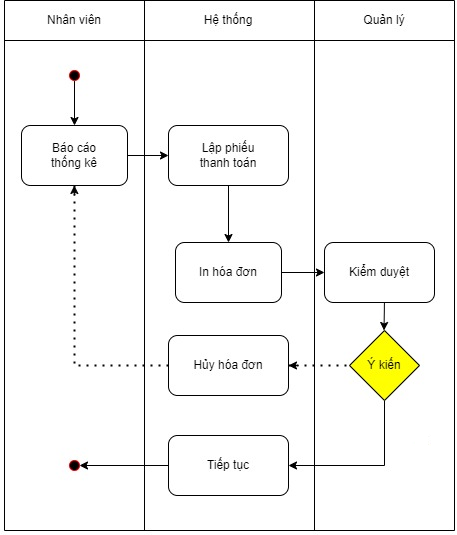 Nhân viên
Hệ thống
Quản lý
Báo cáo
thống kê
Lập phiếu
thanh toán
In hóa đơn
Kiểm duyệt
Hủy hóa đơn
Ý kiến
Tiếp tục